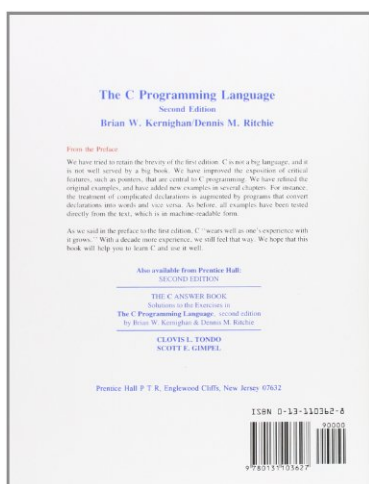 The C Programming Language
Second Edition
Brian W. Kernighan/Dennis M. Ritchie
From the Preface
We have tried to retain the brevity of the first edition. C is not a big language, and it
is not well served by a big book. We have improved the exposition of critical
features, such as pointers, that are central to C programming. We have refined the
original examples, and have added new examples in several chapters. For instance,
the treatment of complicated declarations is augmented by programs that convert
declarations into words and vice versa. As before, all examples have been tested
directly from the text, which is in machine-readable form.
As we said in the preface to the first edition, C "wears well as one's experience with
it grows." With a decade more experience, we still feel that way. We hope that this
book will help you to learn C and use it well.
Also available from Prentice Hall:
SECOND EDITION
THE C ANSWER BOOK
Solutions to the Exercises in
The C Programming Language, second edition
by Brian W. Kernighan & Dennis M. Ritchie
CLOVIS L. TONDO
SCOTT E. GIMPEL
Prentice Hall P T R, Englewood Cliffs, New Jersey 07632
ISBN 0-13-110362-8
90000
9 780131103627